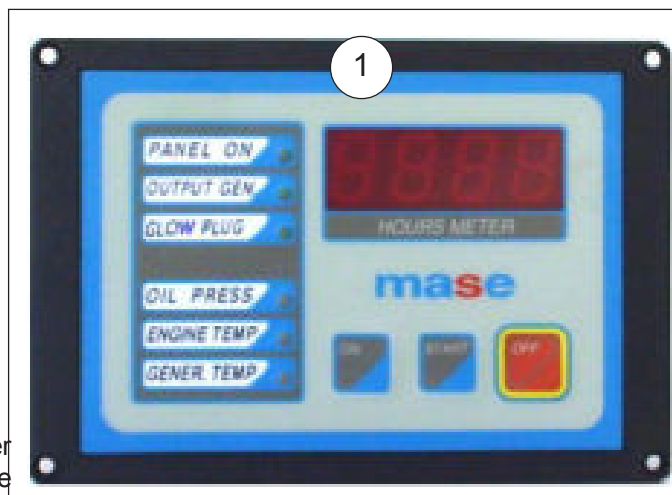 1
PANEL ON
OUTPUT GEN
GLOW PLUG
OIL PRESS
ENGINE TEMP
GENER. TEMP
8888
HOURS METER
mase
ON
START
OFF
er
e